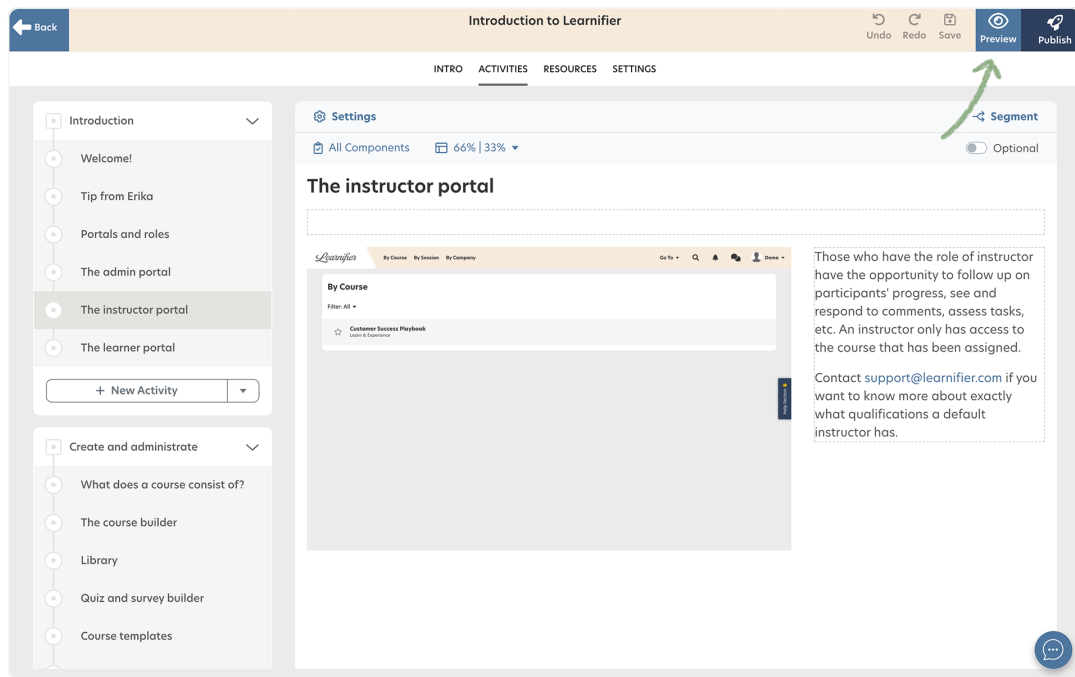 Back
Introduction to Learnifier
Undo
Redo
Save
Preview
Publish
INTRO
ACTIVITIES
RESOURCES
SETTINGS
Introduction
Welcome!
Tip from Erika
Portals and roles
The admin portal
The instructor portal
The learner portal
+ New Activity
Create and administrate
What does a course consist of?
The course builder
Library
Quiz and survey builder
Course templates
Settings
Segment
All Components
66% | 33%
Optional
The instructor portal
Learnifier
By Course
By Session
By Company
Go To
Demo
By Course
Filter: All
Customer Success Playbook
Learn & Experience
Help Section
Those who have the role of instructor
have the opportunity to follow up on
participants' progress, see and
respond to comments, assess tasks,
etc. An instructor only has access to
the course that has been assigned.
Contact support@learnifier.com if you
want to know more about exactly
what qualifications a default
instructor has.